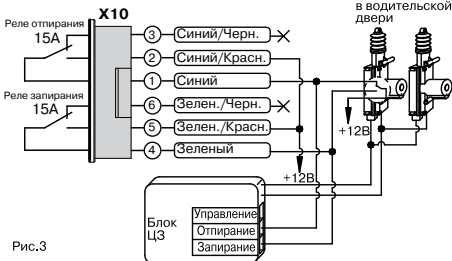 в водительской
двери
X10
Реле отпирания
15А
3 Синий/Черн.
2 Синий/Красн.
1 Синий
Реле запирания
15А
6 Зелен./Черн.
5 Зелен./Красн.
4 Зеленый
+12В
+12В
Блок
ЦЗ
Управление
Отпирание
Запирание
Рис.3